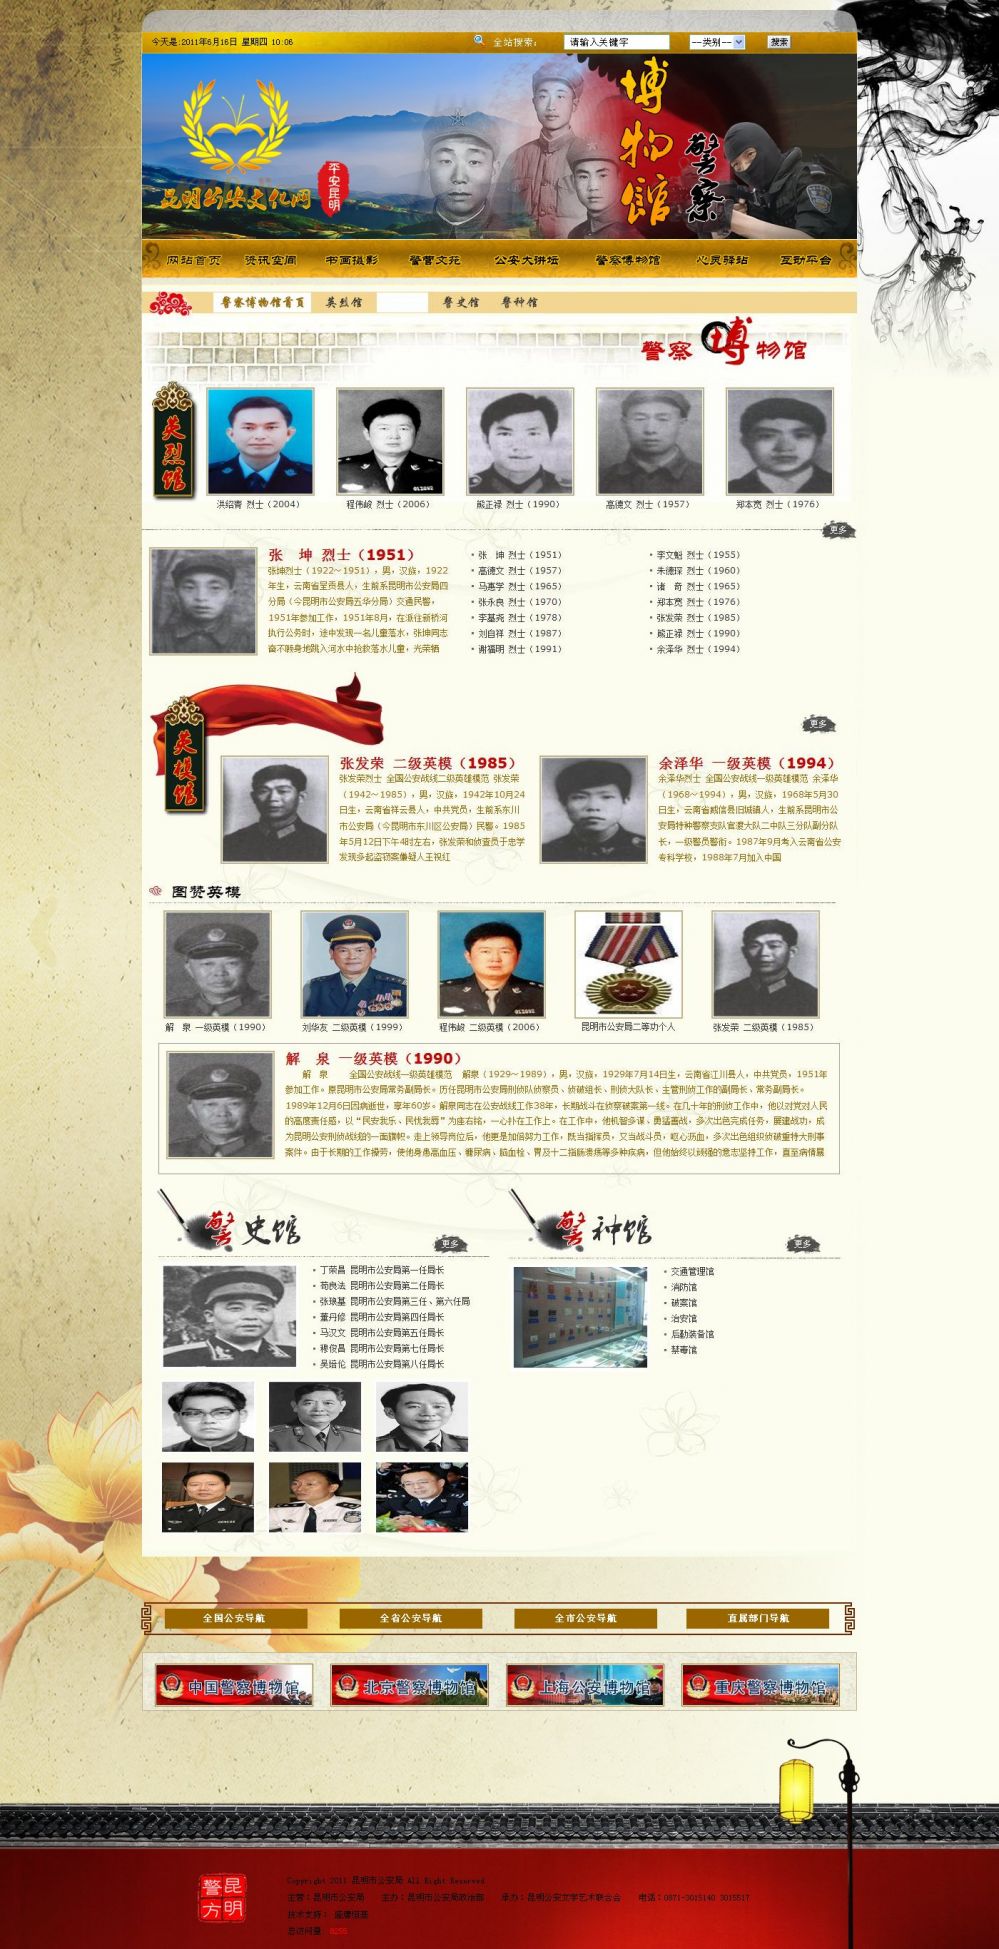 今天是:2011年6月16日 星期四 10:06
全站搜索：
请输入关键字
--类别--
搜索
博物馆
警察
昆明公安文化网
平安昆明
网站首页 资讯空间 书画摄影 警营文苑 公安大讲坛 警察博物馆 心灵驿站 互动平台
警察博物馆首页 英烈馆 警史馆 警种馆
警察博物馆
英烈馆
洪绍青 烈士（2004）
程伟峻 烈士（2006）
熊正禄 烈士（1990）
高德文 烈士（1957）
郑本宽 烈士（1976）
更多
张 坤 烈士（1951）
张坤烈士（1922～1951），男，汉族，1922
年生，云南省呈贡县人，生前系昆明市公安局四
分局（今昆明市公安局五华分局）交通民警，
1951年参加工作，1951年8月，在派往新桥河
执行公务时，途中发现一名儿童落水，张坤同志
奋不顾身地跳入河水中抢救落水儿童，光荣牺
张 坤 烈士（1951）
高德文 烈士（1957）
马惠学 烈士（1965）
张永良 烈士（1970）
李基尧 烈士（1978）
刘自祥 烈士（1987）
谢福明 烈士（1991）
李文魁 烈士（1955）
朱德琛 烈士（1960）
诸 奇 烈士（1965）
郑本宽 烈士（1976）
张发荣 烈士（1985）
熊正禄 烈士（1990）
余泽华 烈士（1994）
英模馆
更多
张发荣 二级英模（1985）
张发荣烈士 全国公安战线二级英雄模范 张发荣
（1942～1985），男，汉族，1942年10月24
日生，云南省祥云县人，中共党员，生前系东川
市公安局（今昆明市东川区公安局）民警。1985
年5月12日下午4时左右，张发荣和侦查员于忠学
发现多起盗窃案嫌疑人王祝红
余泽华 一级英模（1994）
余泽华烈士 全国公安战线一级英雄模范 余泽华
（1968～1994），男，汉族，1968年5月30
日生，云南省威信县旧城镇人，生前系昆明市公
安局特种警察支队官渡大队二中队三分队副分队
长，一级警员警衔。1987年9月考入云南省公安
专科学校，1988年7月加入中国
图赞英模
解 泉 一级英模（1990）
刘华友 二级英模（1999）
程伟峻 二级英模（2006）
昆明市公安局二等功个人
张发荣 二级英模（1985）
解 泉 一级英模（1990）
解 泉 全国公安战线一级英雄模范 解泉（1929～1989），男，汉族，1929年7月14日生，云南省江川县人，中共党员，1951年
参加工作。原昆明市公安局常务副局长。历任昆明市公安局刑侦队侦察员、侦破组长、刑侦大队长、主管刑侦工作的副局长、常务副局长。
1989年12月6日因病逝世，享年60岁。解泉同志在公安战线工作38年，长期战斗在侦察破案第一线。在几十年的刑侦工作中，他以对党对人民
的高度责任感，以“民安我乐、民忧我辱”为座右铭，一心扑在工作上。在工作中，他机智多谋、勇猛善战，多次出色完成任务，屡建战功，成
为昆明公安刑侦战线的一面旗帜。走上领导岗位后，他更是加倍努力工作，既当指挥员，又当战斗员，呕心沥血，多次出色组织侦破重特大刑事
案件。由于长期的工作操劳，使他身患高血压、糖尿病、脑血栓、胃及十二指肠溃疡等多种疾病，但他始终以顽强的意志坚持工作，直至病情属
警史馆
更多
丁荣昌 昆明市公安局第一任局长
苟良法 昆明市公安局第二任局长
张琅基 昆明市公安局第三任、第六任局
董丹修 昆明市公安局第四任局长
马汉文 昆明市公安局第五任局长
穆俊昌 昆明市公安局第七任局长
吴培伦 昆明市公安局第八任局长
警种馆
更多
交通管理馆
消防馆
破案馆
治安馆
后勤装备馆
禁毒馆
全国公安导航 全省公安导航 全市公安导航 直属部门导航
中国警察博物馆 北京警察博物馆 上海公安博物馆 重庆警察博物馆
昆明警方
Copyright 2011 昆明市公安局 All Right Reserved
主管：昆明市公安局 主办：昆明市公安局政治部 承办：昆明公安文学艺术联合会 电话：0871-3015140 3015517
技术支持：
总访问量: